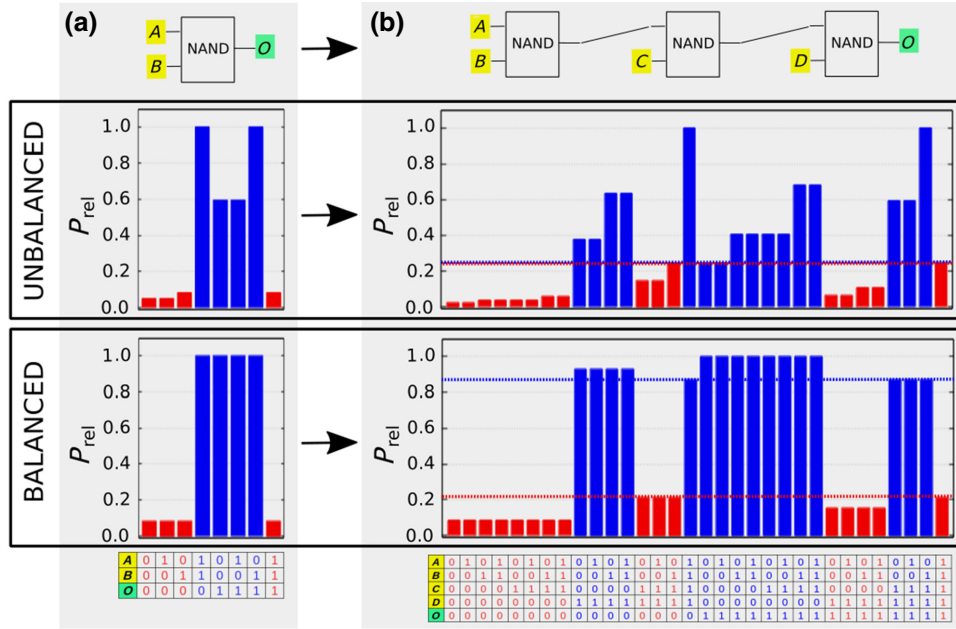 (a)
A
B
NAND
O
(b)
A
B
NAND
C
NAND
D
NAND
O
UNBALANCED
P_rel
1.0
0.8
0.6
0.4
0.2
0.0
P_rel
1.0
0.8
0.6
0.4
0.2
0.0
BALANCED
P_rel
1.0
0.8
0.6
0.4
0.2
0.0
P_rel
1.0
0.8
0.6
0.4
0.2
0.0
A 0 1 0 1 0 1 0 1
B 0 0 1 1 0 0 1 1
O 0 0 0 0 1 1 1 1
A 0 1 0 1 0 1 0 1 0 1 0 1 0 1 0 1 0 1 0 1 0 1 0 1 0 1 0 1 0 1 0 1
B 0 0 1 1 0 0 1 1 0 0 1 1 0 0 1 1 0 0 1 1 0 0 1 1 0 0 1 1 0 0 1 1
C 0 0 0 0 1 1 1 1 0 0 0 0 1 1 1 1 0 0 0 0 1 1 1 1 0 0 0 0 1 1 1 1
D 0 0 0 0 0 0 0 0 1 1 1 1 1 1 1 1 0 0 0 0 0 0 0 0 1 1 1 1 1 1 1 1
O 0 0 0 0 0 0 0 0 0 0 0 0 0 0 0 0 1 1 1 1 1 1 1 1 1 1 1 1 1 1 1 1